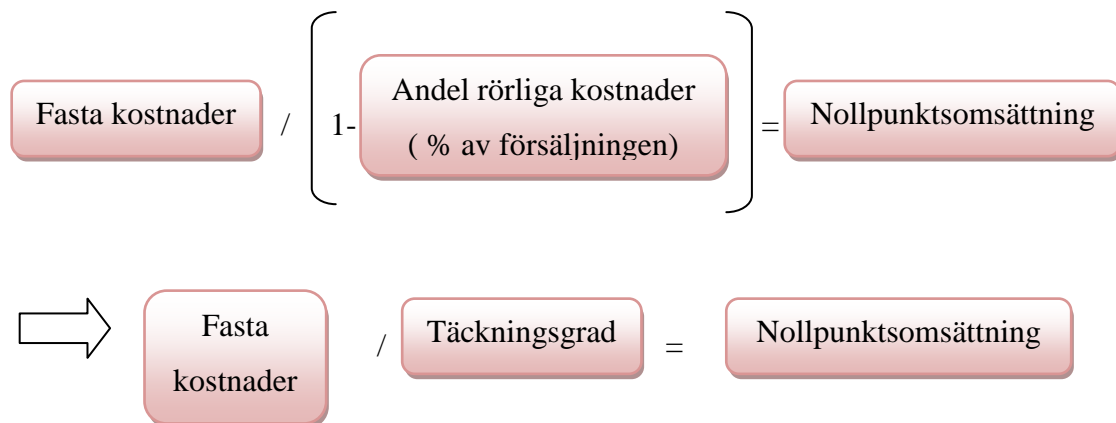 Fasta kostnader / 1- Andel rörliga kostnader
( % av försäljningen) = Nollpunktsomsättning
Fasta
kostnader / Täckningsgrad = Nollpunktsomsättning